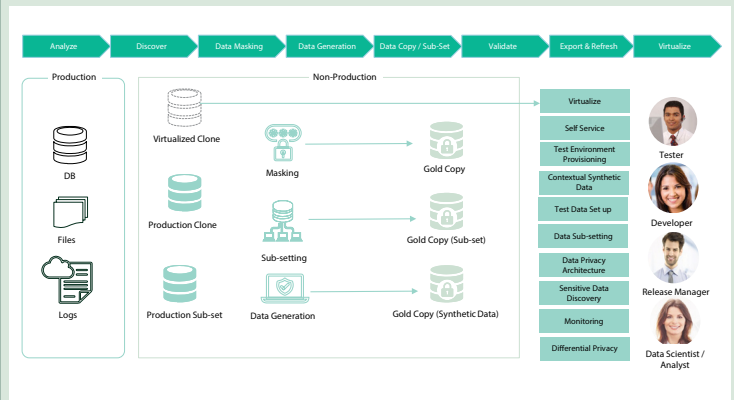 Analyze
Discover
Data Masking
Data Generation
Data Copy / Sub-Set
Validate
Export & Refresh
Virtualize
Production
DB
Files
Logs
Non-Production
Virtualized Clone
Production Clone
Production Sub-set
Masking
Sub-setting
Data Generation
Gold Copy
Gold Copy (Sub-set)
Gold Copy (Synthetic Data)
Virtualize
Self Service
Test Environment
Provisioning
Contextual Synthetic
Data
Test Data Set up
Data Sub-setting
Data Privacy
Architecture
Sensitive Data
Discovery
Monitoring
Differential Privacy
Tester
Developer
Release Manager
Data Scientist /
Analyst